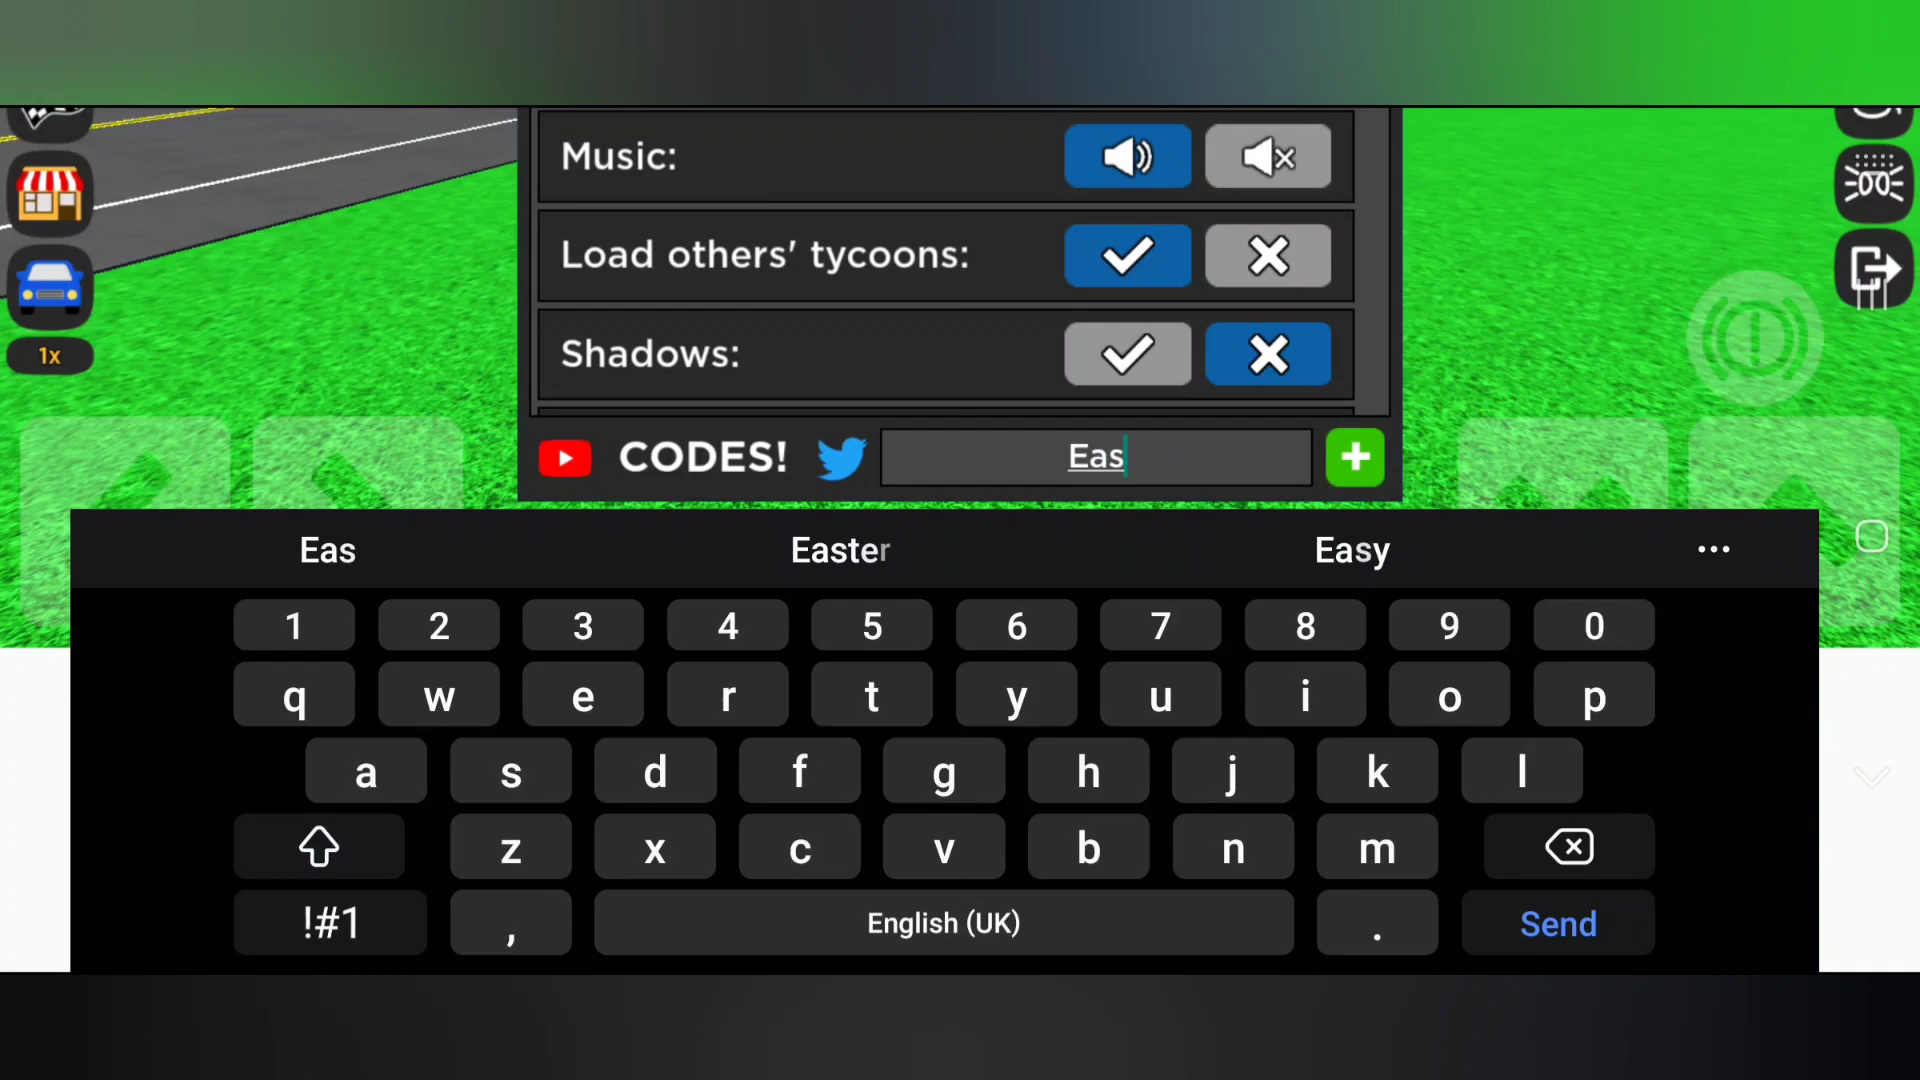 Music:
Load others' tycoons:
Shadows:
1x
CODES!
Eas
Eas Easter Easy ...
1 2 3 4 5 6 7 8 9 0
q w e r t y u i o p
a s d f g h j k l
z x c v b n m
!#1 , English (UK) . Send